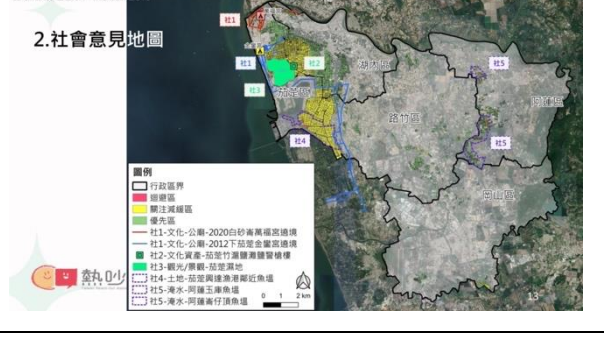 2.社會意見地圖
社1
社1
社2
社3
社4
社5
社5
湖內區
茄萣區
路竹區
阿蓮區
岡山區
圖例
行政區界
迴避區
關注減緩區
優先區
社1-文化-公廟-2020白砂崙萬福宮遶境
社1-文化-公廟-2012下茄萣金鑾宮遶境
社2-文化資產-茄萣竹滬鹽灘鹽警槍樓
社3-觀光/景觀-茄萣濕地
社4-土地-茄萣興達漁港鄰近魚塭
社5-淹水-阿蓮玉庫魚塭
社5-淹水-阿蓮崙仔頂魚塭
0 1 2 km
熱吵
13